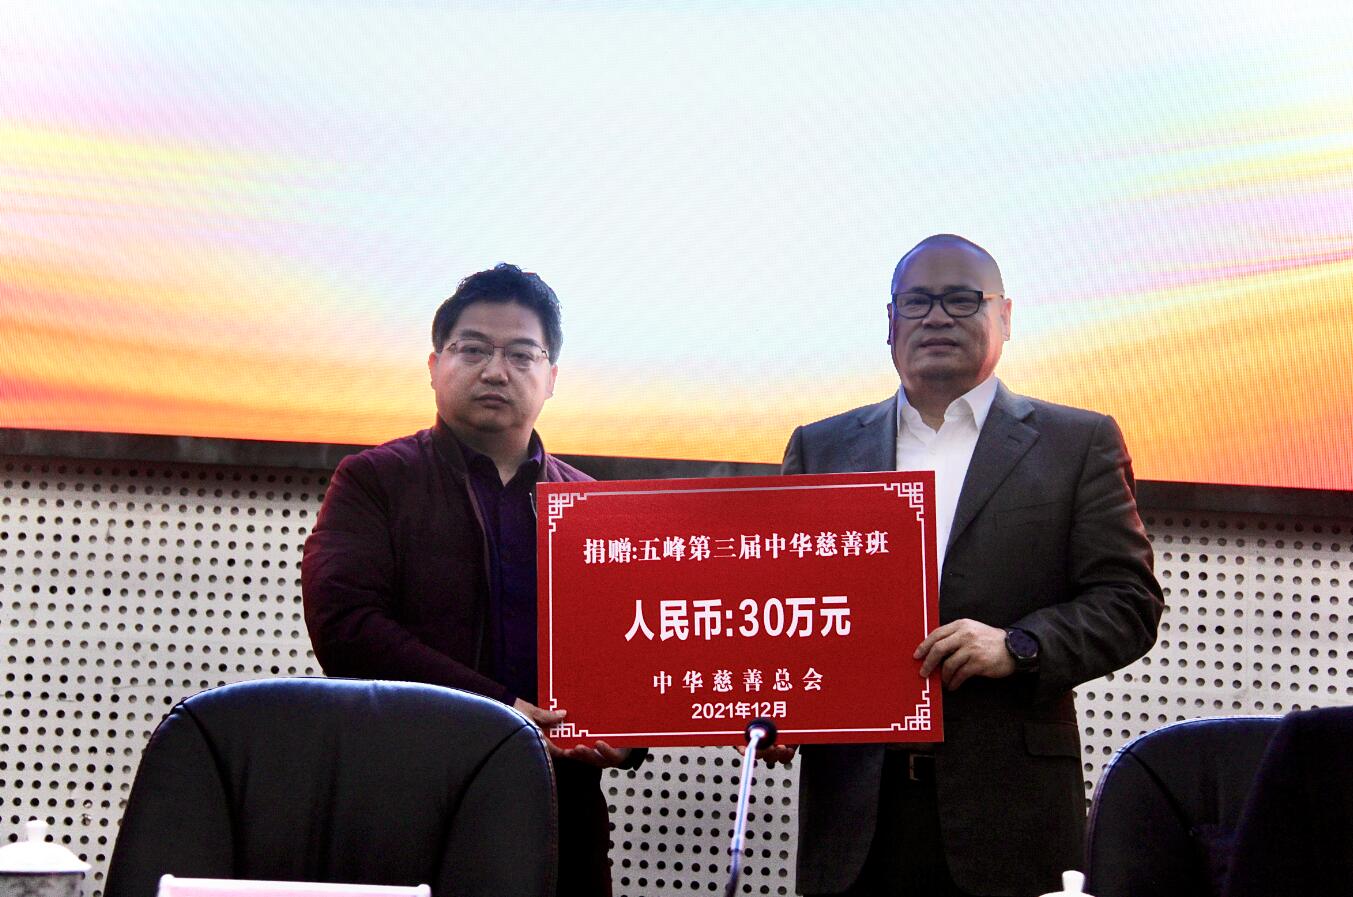 捐赠:五峰第三届中华慈善班
人民币:30万元
中华慈善总会
2021年12月